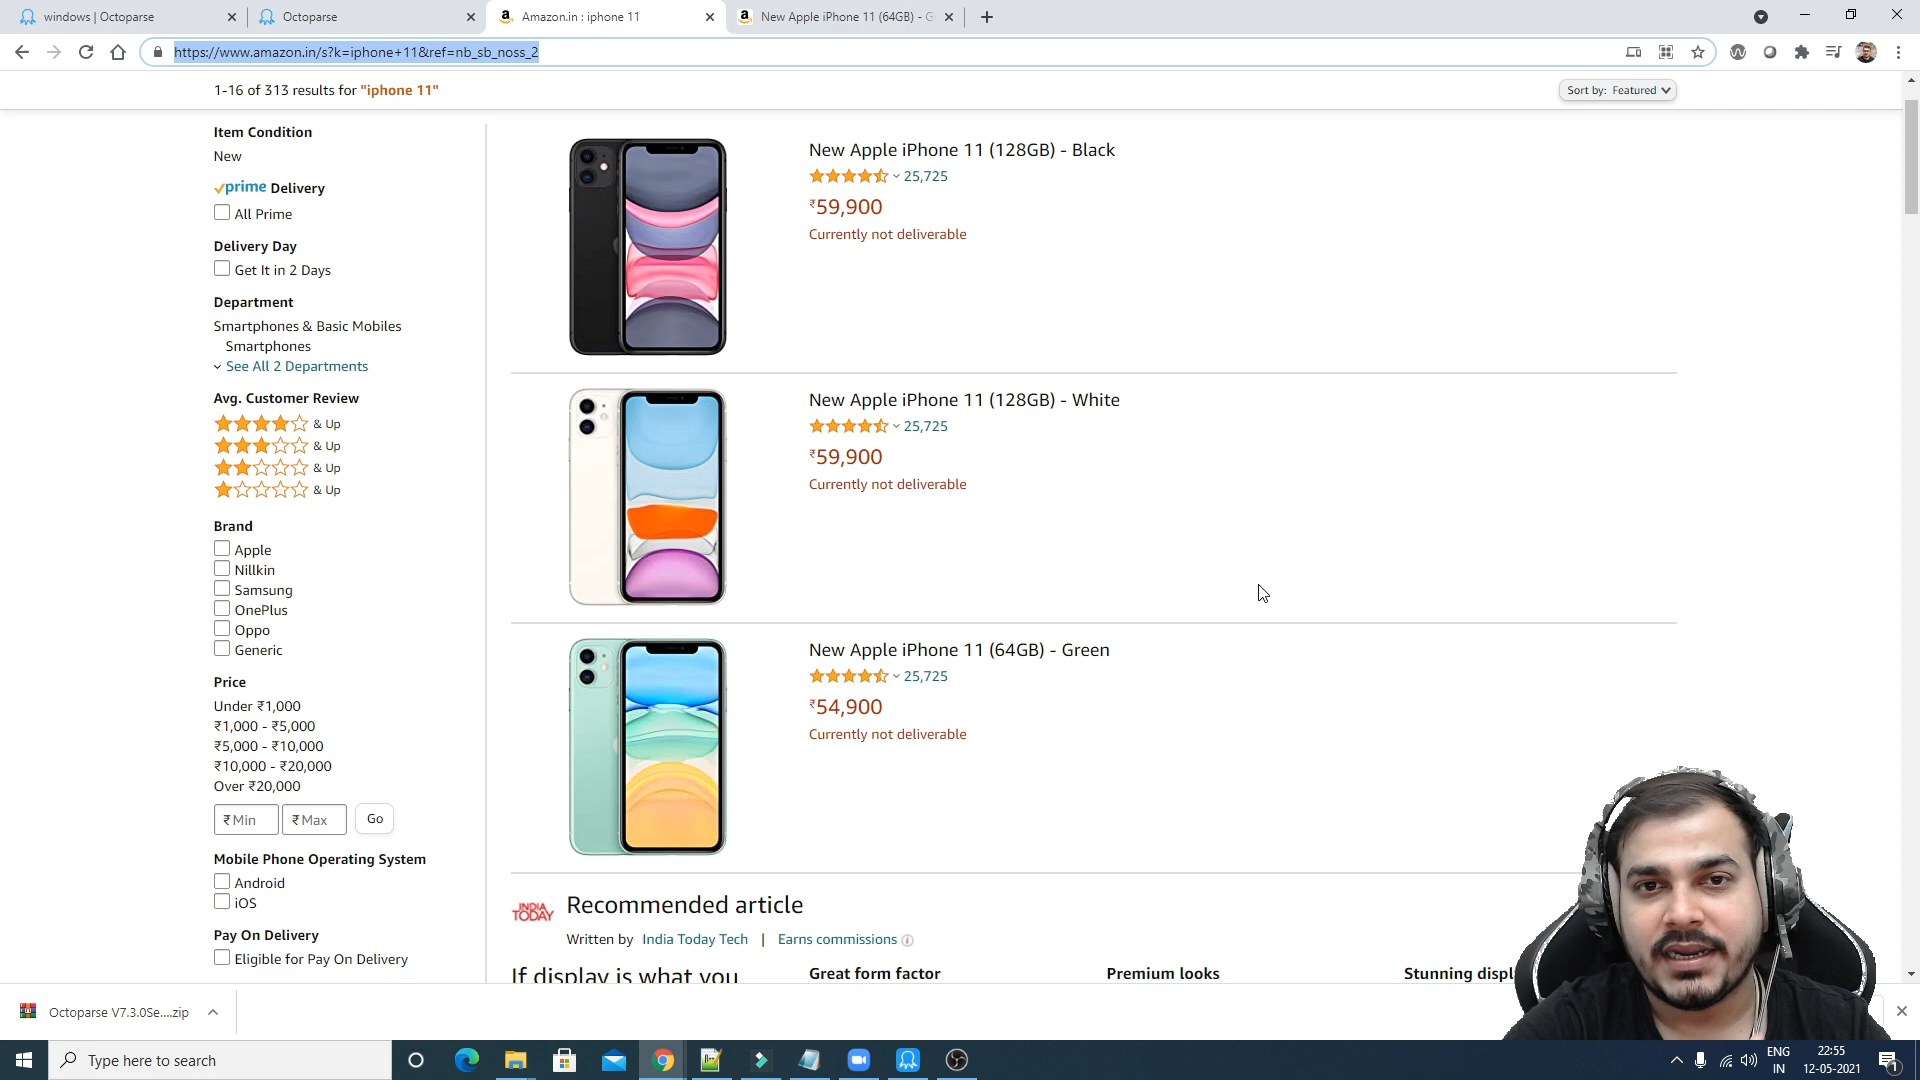 windows | Octoparse
Octoparse
Amazon.in : iphone 11
New Apple iPhone 11 (64GB) - G
https://www.amazon.in/s?k=iphone+11&ref=nb_sb_noss_2
1-16 of 313 results for "iphone 11"
Sort by: Featured
Item Condition
New
prime Delivery
All Prime
Delivery Day
Get It in 2 Days
Department
Smartphones & Basic Mobiles
Smartphones
See All 2 Departments
Avg. Customer Review
& Up
& Up
& Up
& Up
Brand
Apple
Nillkin
Samsung
OnePlus
Oppo
Generic
Price
Under ₹1,000
₹1,000 - ₹5,000
₹5,000 - ₹10,000
₹10,000 - ₹20,000
Over ₹20,000
₹ Min ₹ Max Go
Mobile Phone Operating System
Android
iOS
Pay On Delivery
Eligible for Pay On Delivery
New Apple iPhone 11 (128GB) - Black
25,725
₹59,900
Currently not deliverable
New Apple iPhone 11 (128GB) - White
25,725
₹59,900
Currently not deliverable
New Apple iPhone 11 (64GB) - Green
25,725
₹54,900
Currently not deliverable
INDIA TODAY
Recommended article
Written by India Today Tech | Earns commissions
If display is what you
Great form factor
Premium looks
Stunning displ
Octoparse V7.3.0Se....zip
Type here to search
ENG
IN
22:55
12-05-2021
1